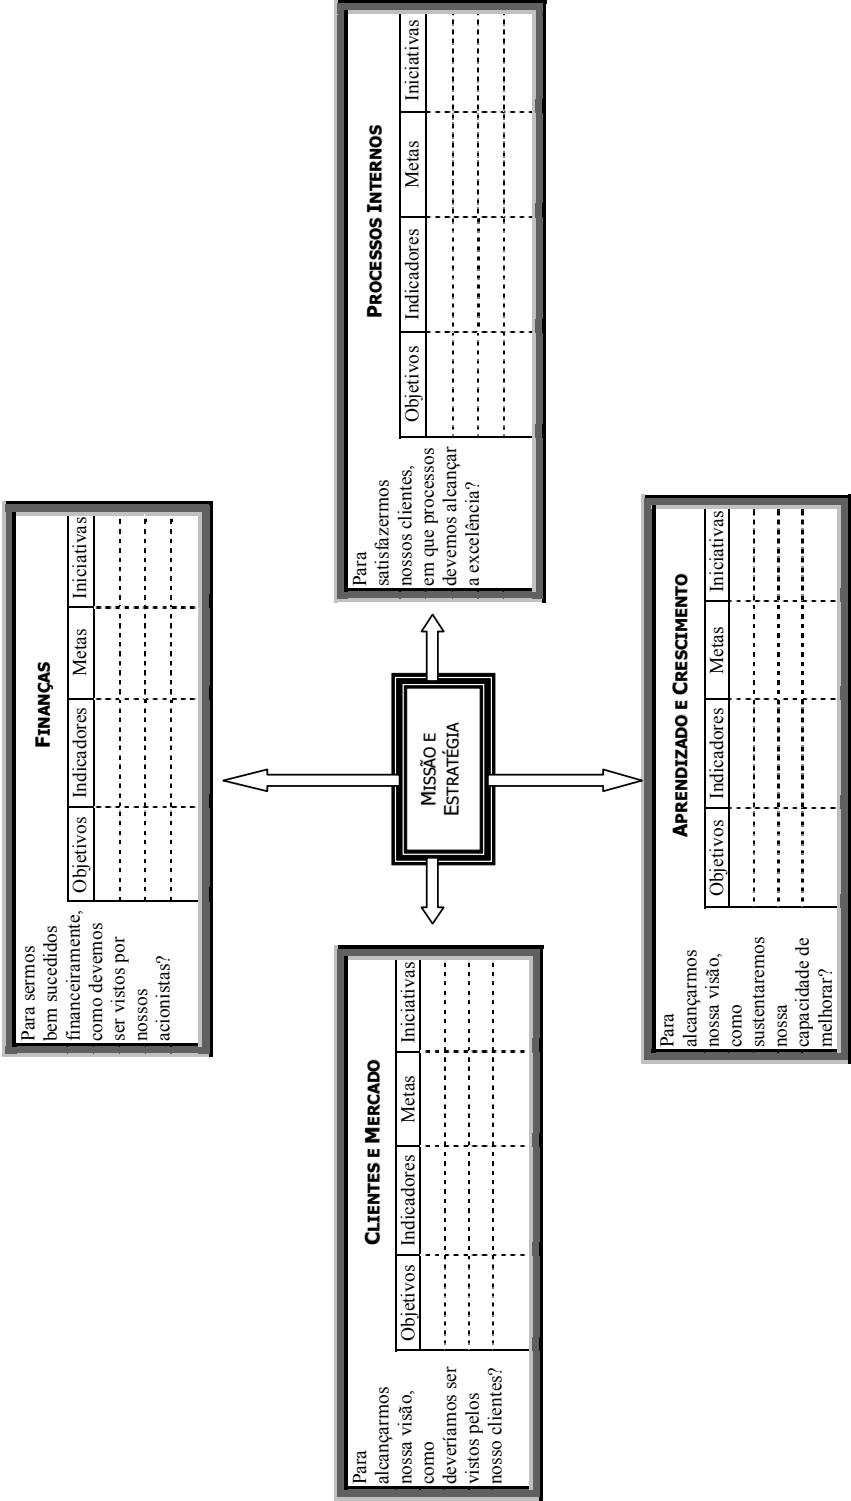 FINANÇAS
Para sermos
bem sucedidos
financeiramente,
como devemos
ser vistos por
nossos
acionistas?
Objetivos Indicadores Metas Iniciativas
CLIENTES E MERCADO
Para
alcançarmos
nossa visão,
como
deveríamos ser
vistos pelos
nosso clientes?
Objetivos Indicadores Metas Iniciativas
MISSÃO E
ESTRATÉGIA
PROCESSOS INTERNOS
Para
satisfazermos
nossos clientes,
em que processos
devemos alcançar
a excelência?
Objetivos Indicadores Metas Iniciativas
APRENDIZADO E CRESCIMENTO
Para
alcançarmos
nossa visão,
como
sustentaremos
nossa
capacidade de
melhorar?
Objetivos Indicadores Metas Iniciativas